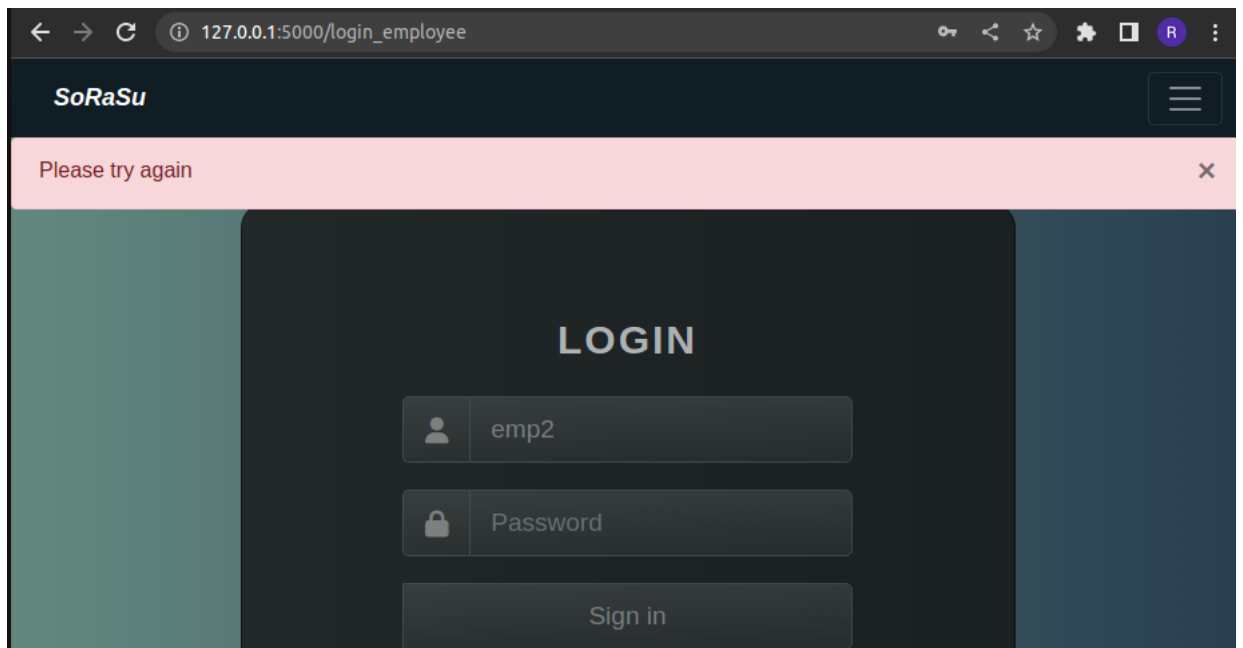 127.0.0.1:5000/login_employee
R
SoRaSu
Please try again
×
LOGIN
emp2
Password
Sign in